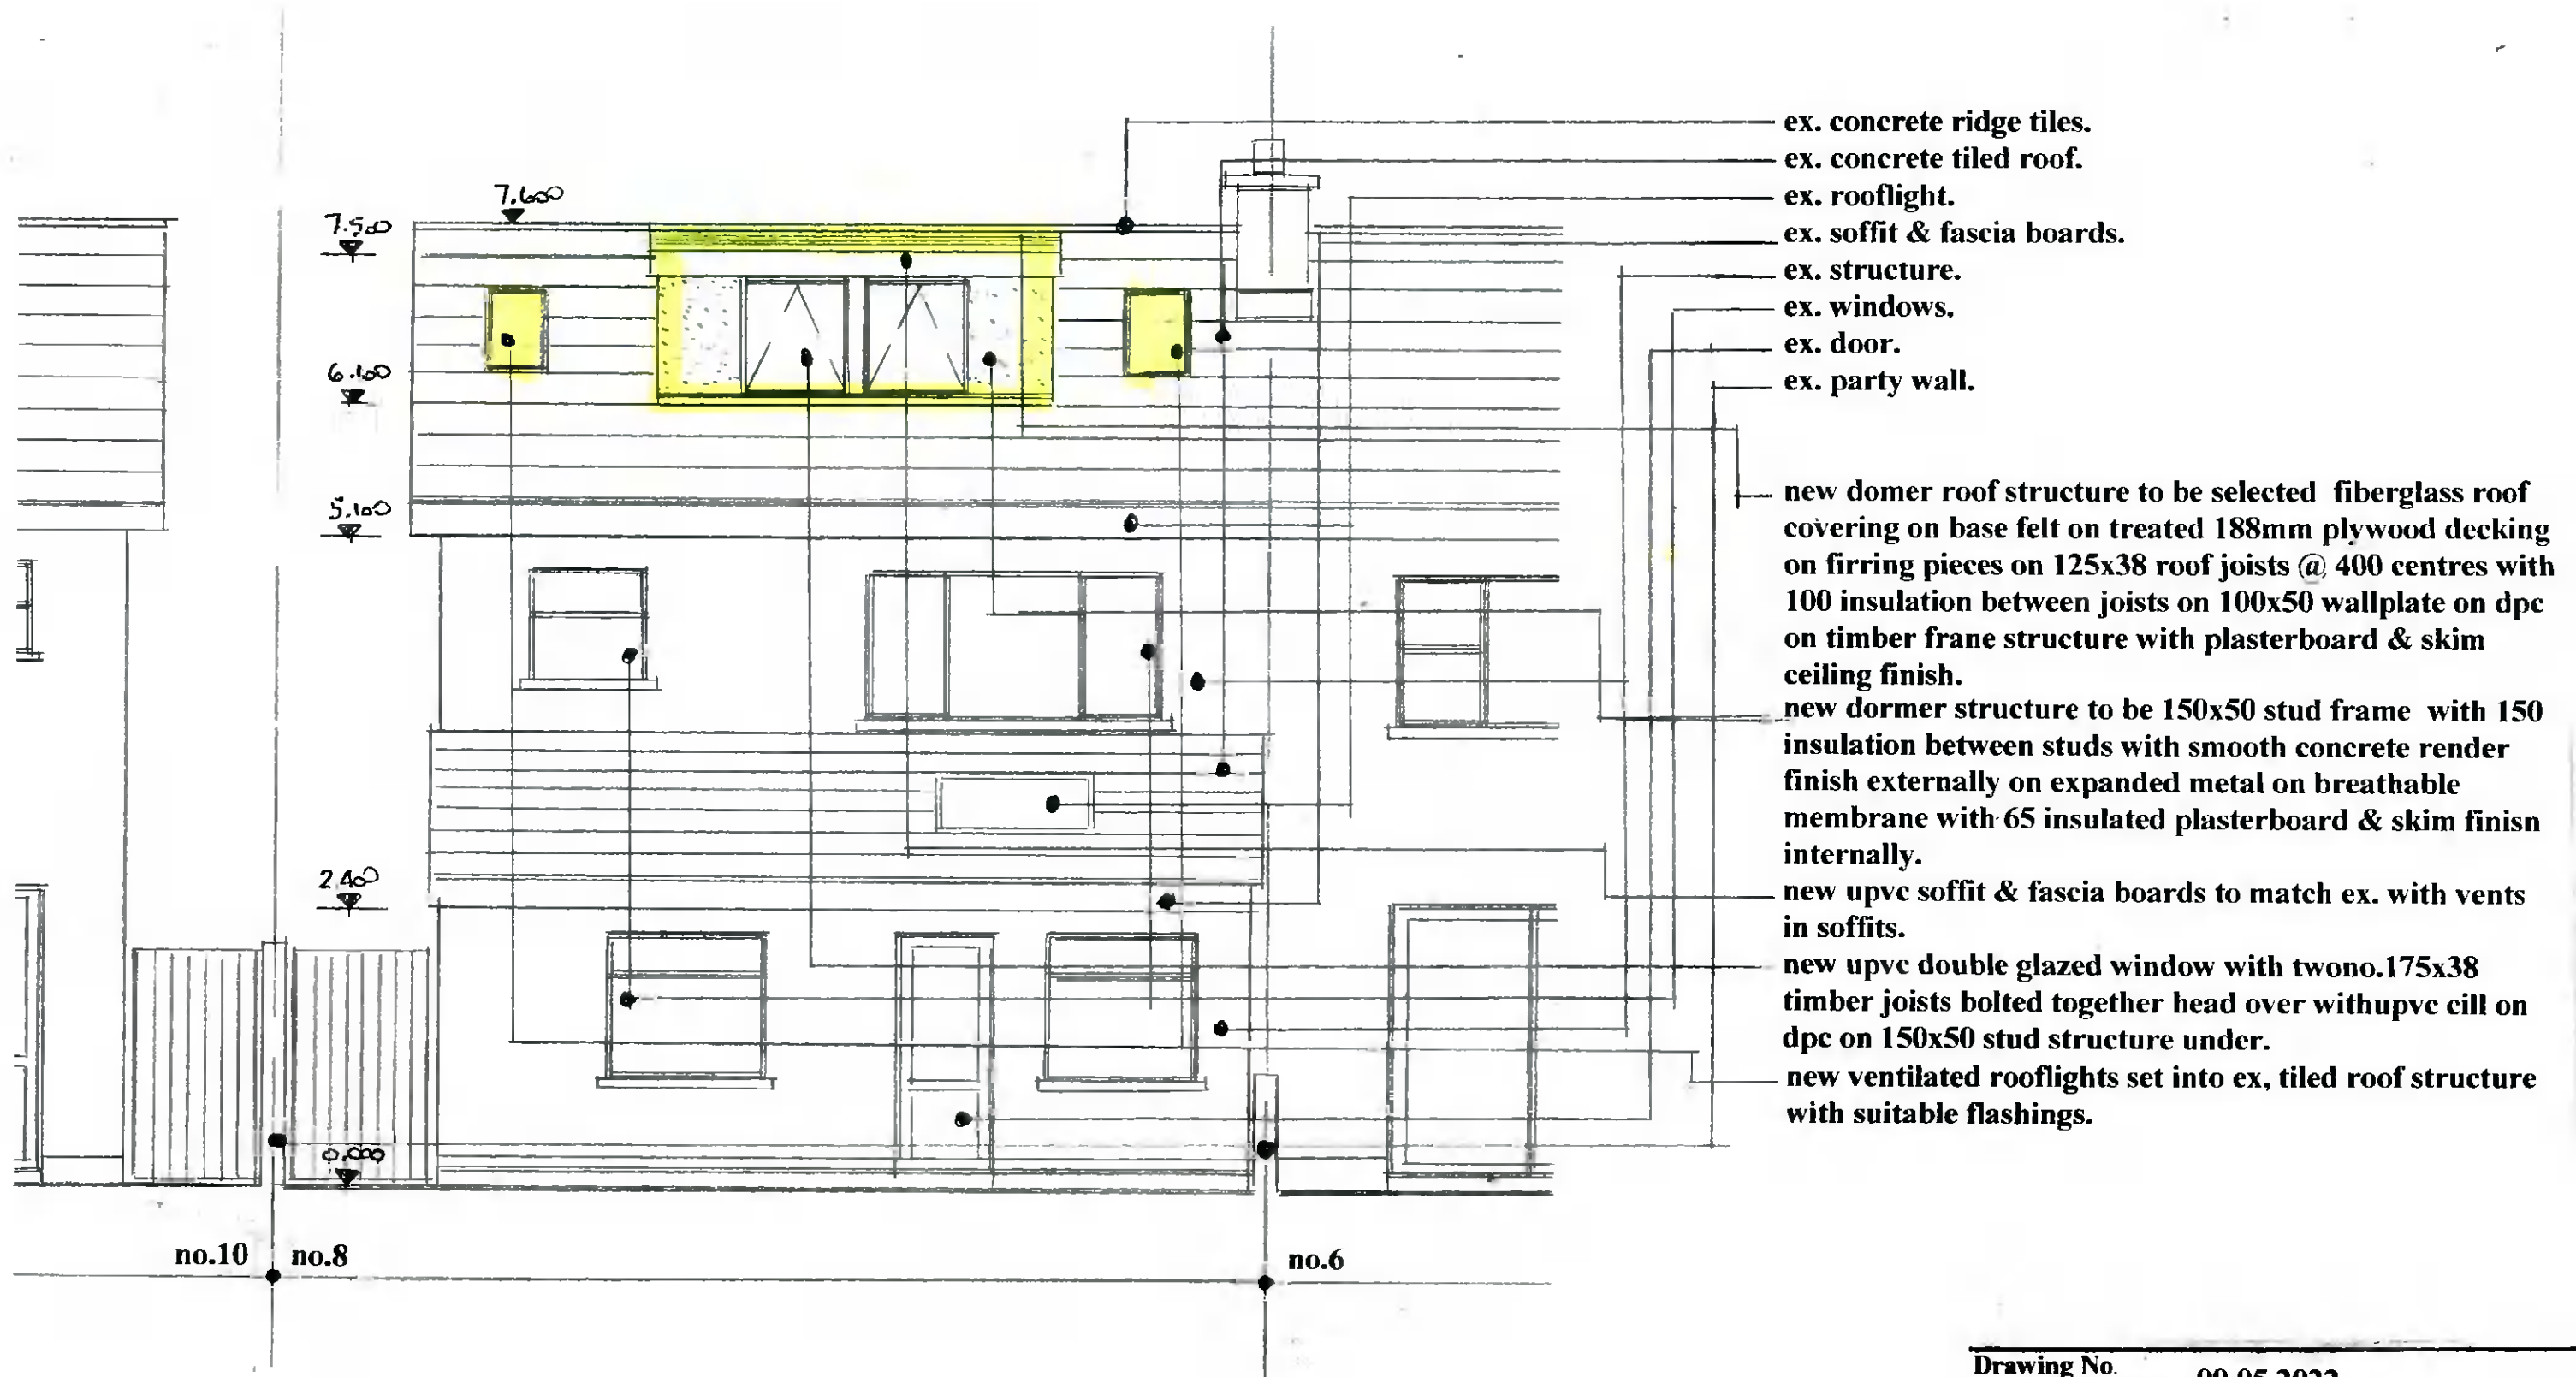 ex. concrete ridge tiles.
ex. concrete tiled roof.
ex. rooflight.
ex. soffit & fascia boards.
ex. structure.
ex. windows.
ex. door.
ex. party wall.
new domer roof structure to be selected fiberglass roof
covering on base felt on treated 188mm plywood decking
on firring pieces on 125x38 roof joists @ 400 centres with
100 insulation between joists on 100x50 wallplate on dpc
on timber frane structure with plasterboard & skim
ceiling finish.
new dormer structure to be 150x50 stud frame with 150
insulation between studs with smooth concrete render
finish externally on expanded metal on breathable
membrane with 65 insulated plasterboard & skim finisn
internally.
new upvc soffit & fascia boards to match ex. with vents
in soffits.
new upvc double glazed window with twono.175x38
timber joists bolted together head over withupvc cill on
dpc on 150x50 stud structure under.
new ventilated rooflights set into ex, tiled roof structure
with suitable flashings.
7.600
7.500
6.100
5.100
2.400
0.000
no.10
no.8
no.6
Drawing No.